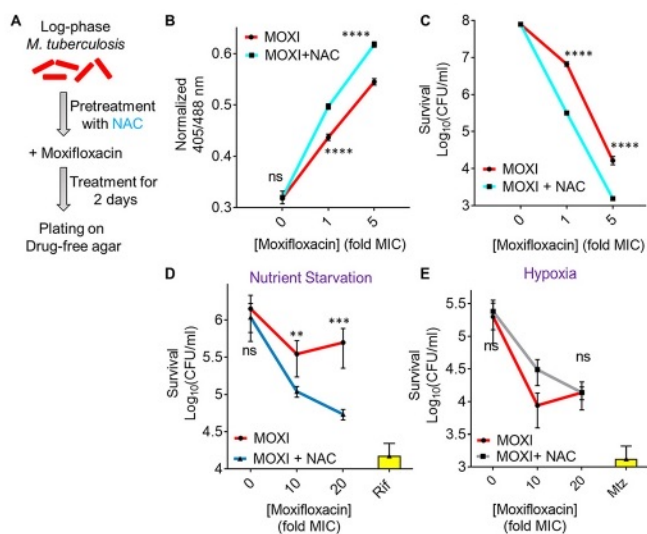 A
Log-phase
M. tuberculosis
Pretreatment
with NAC
+ Moxifloxacin
Treatment for
2 days
Plating on
Drug-free agar
B
MOXI
MOXI+NAC
****
****
ns
Normalized
405/488 nm
0.6
0.5
0.4
0.3
0
1
5
[Moxifloxacin] (fold MIC)
C
****
****
MOXI
MOXI + NAC
Survival
Log10(CFU/ml)
8
7
6
5
4
3
0
1
5
[Moxifloxacin] (fold MIC)
D
Nutrient Starvation
**
***
ns
MOXI
MOXI + NAC
Survival
Log10(CFU/ml)
6
5.5
5
4.5
4
0
10
20
Rif
[Moxifloxacin]
(fold MIC)
E
Hypoxia
ns
ns
MOXI
MOXI+ NAC
Survival
Log10(CFU/ml)
5.5
5
4.5
4
3.5
3
0
10
20
Mtz
[Moxifloxacin]
(fold MIC)